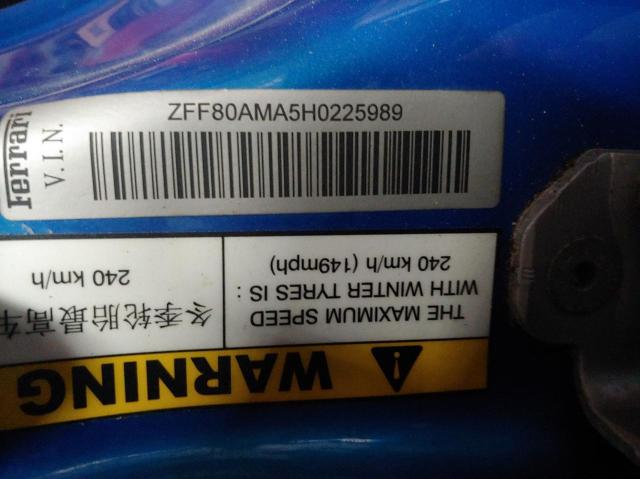 Ferrari
V.I.N.
ZFF80AMA5H0225989
WARNING
THE MAXIMUM SPEED
WITH WINTER TYRES IS :
240 km/h (149mph)
冬季轮胎最高车
240 km/h